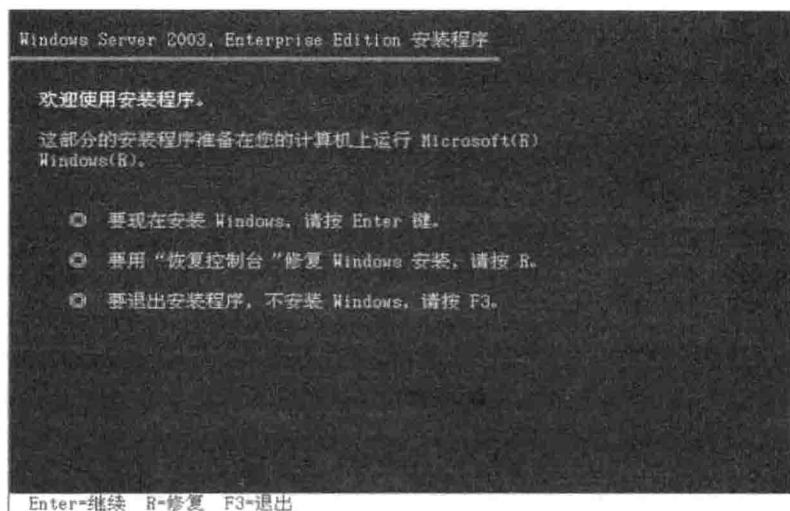 Windows Server 2003, Enterprise Edition 安装程序
欢迎使用安装程序。
这部分的安装程序准备在您的计算机上运行 Microsoft(R)
Windows(R)。
◎ 要现在安装 Windows, 请按 Enter 键。
◎ 要用“恢复控制台”修复 Windows 安装, 请按 R。
◎ 要退出安装程序, 不安装 Windows, 请按 F3。
Enter=继续 R=修复 F3=退出